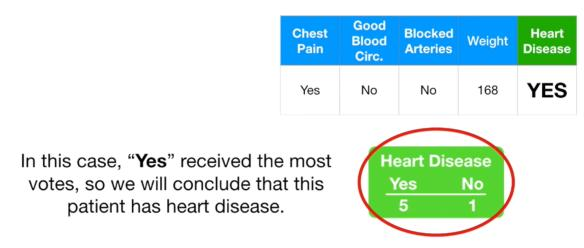 Chest Pain Good Blood Circ. Blocked Arteries Weight Heart Disease
Yes No No 168 YES
In this case, “Yes” received the most
votes, so we will conclude that this
patient has heart disease.
Heart Disease
Yes No
5 1